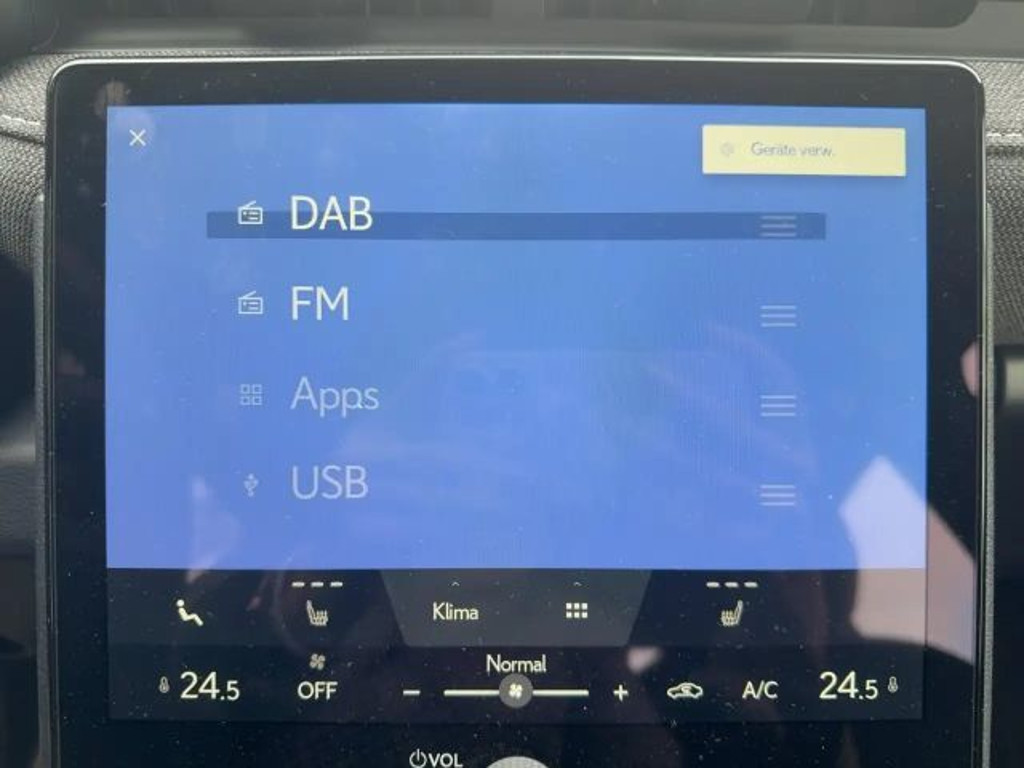 Geräte verw.
DAB
FM
Apps
USB
Klima
Normal
24.5 OFF - + A/C 24.5
VOL